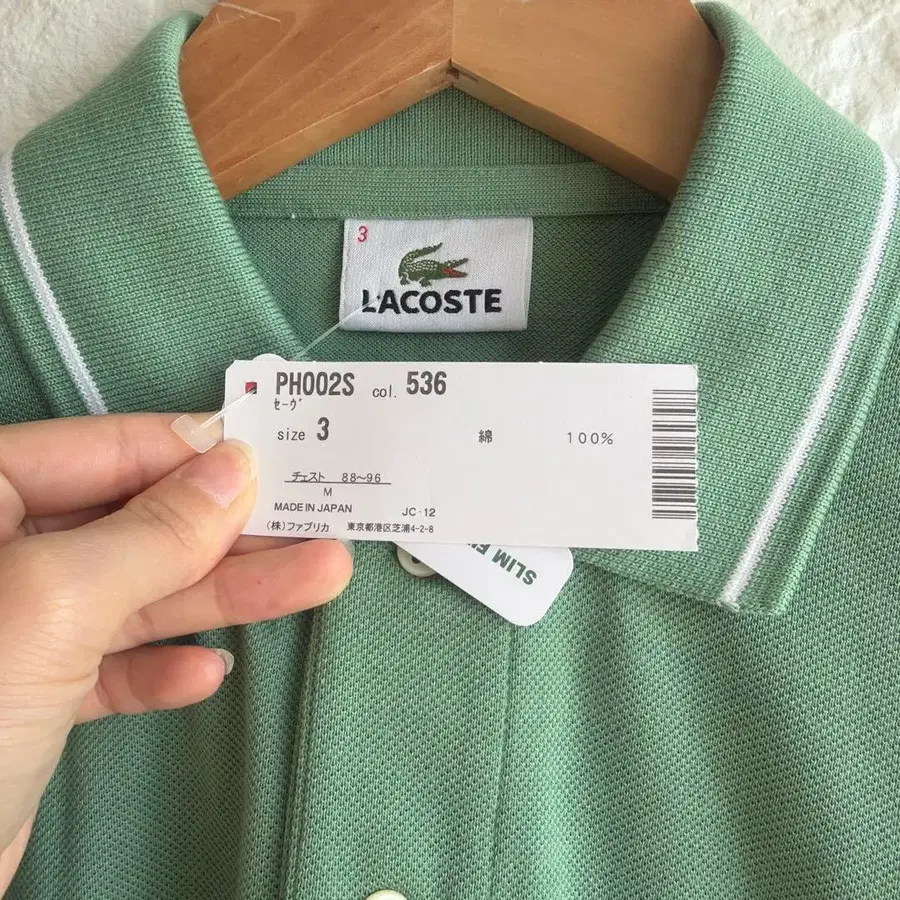 3
LACOSTE
PH002S col. 536
セーヴ
size 3
綿 100%
チェスト 88～96
M
MADE IN JAPAN JC-12
(株)ファブリカ 東京都港区芝浦4-2-8
SLIM